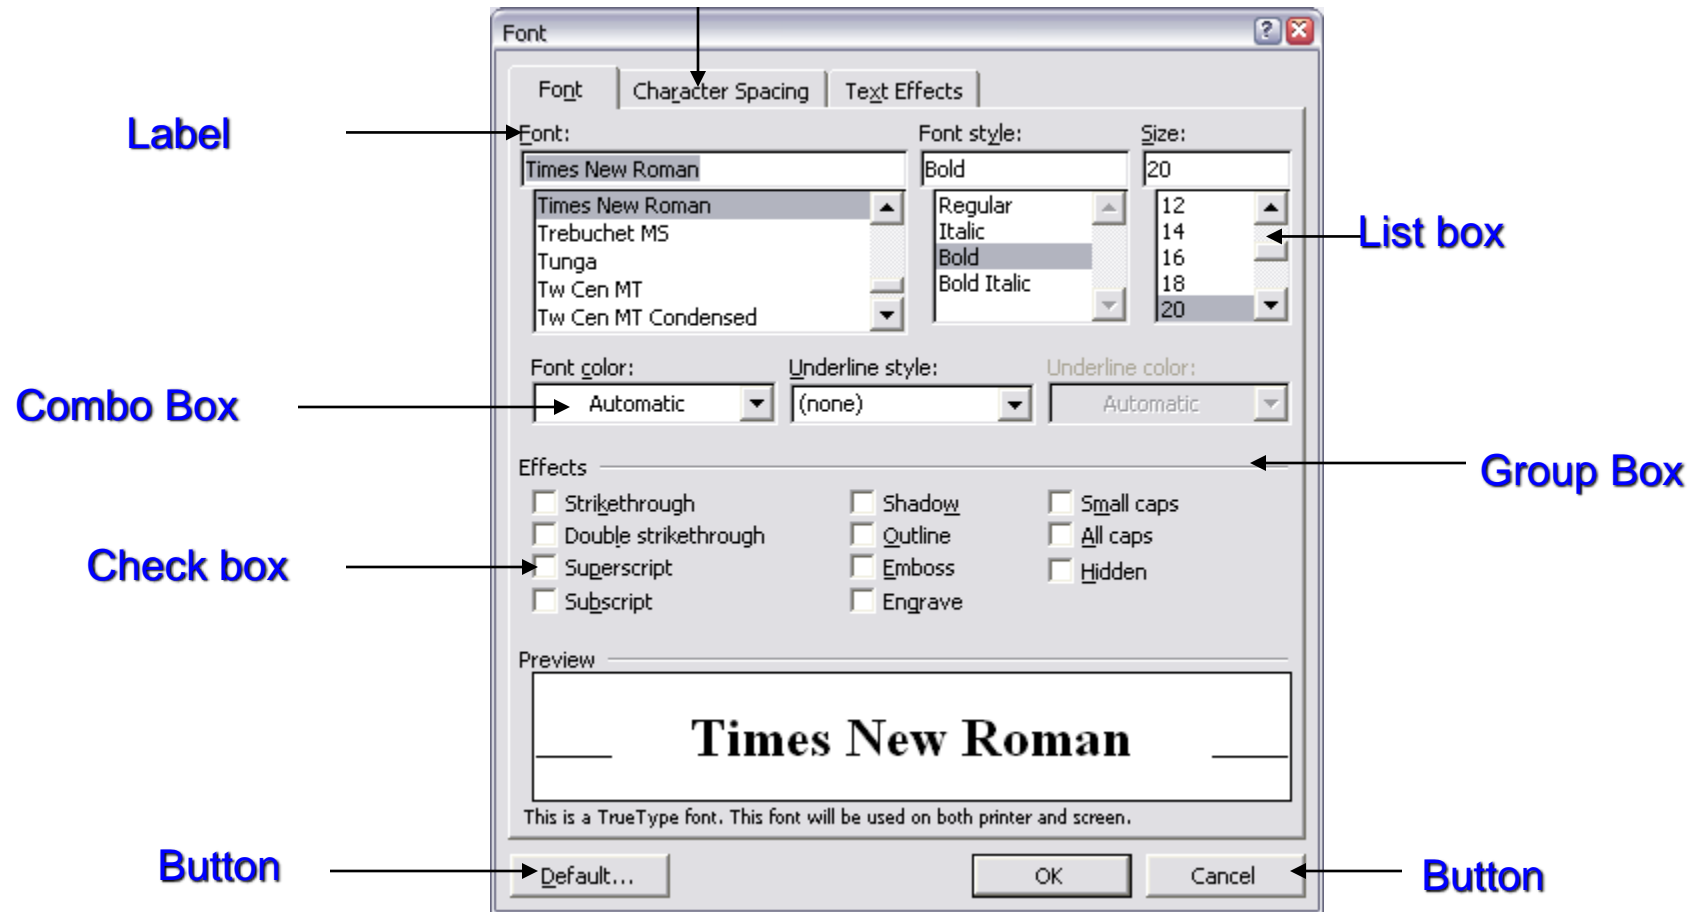 Font
Font Character Spacing Text Effects
Label
Font: Font style: Size:
Times New Roman Bold 20
Times New Roman Regular 12
Trebuchet MS Italic 14
List box
Tunga Bold 16
Tw Cen MT Bold Italic 18
Tw Cen MT Condensed 20
Font color: Underline style: Underline color:
Combo Box
Automatic (none) Automatic
Effects
Group Box
Strikethrough Shadow Small caps
Double strikethrough Outline All caps
Check box
Superscript Emboss Hidden
Subscript Engrave
Preview
Times New Roman
This is a TrueType font. This font will be used on both printer and screen.
Button
Default... OK Cancel
Button